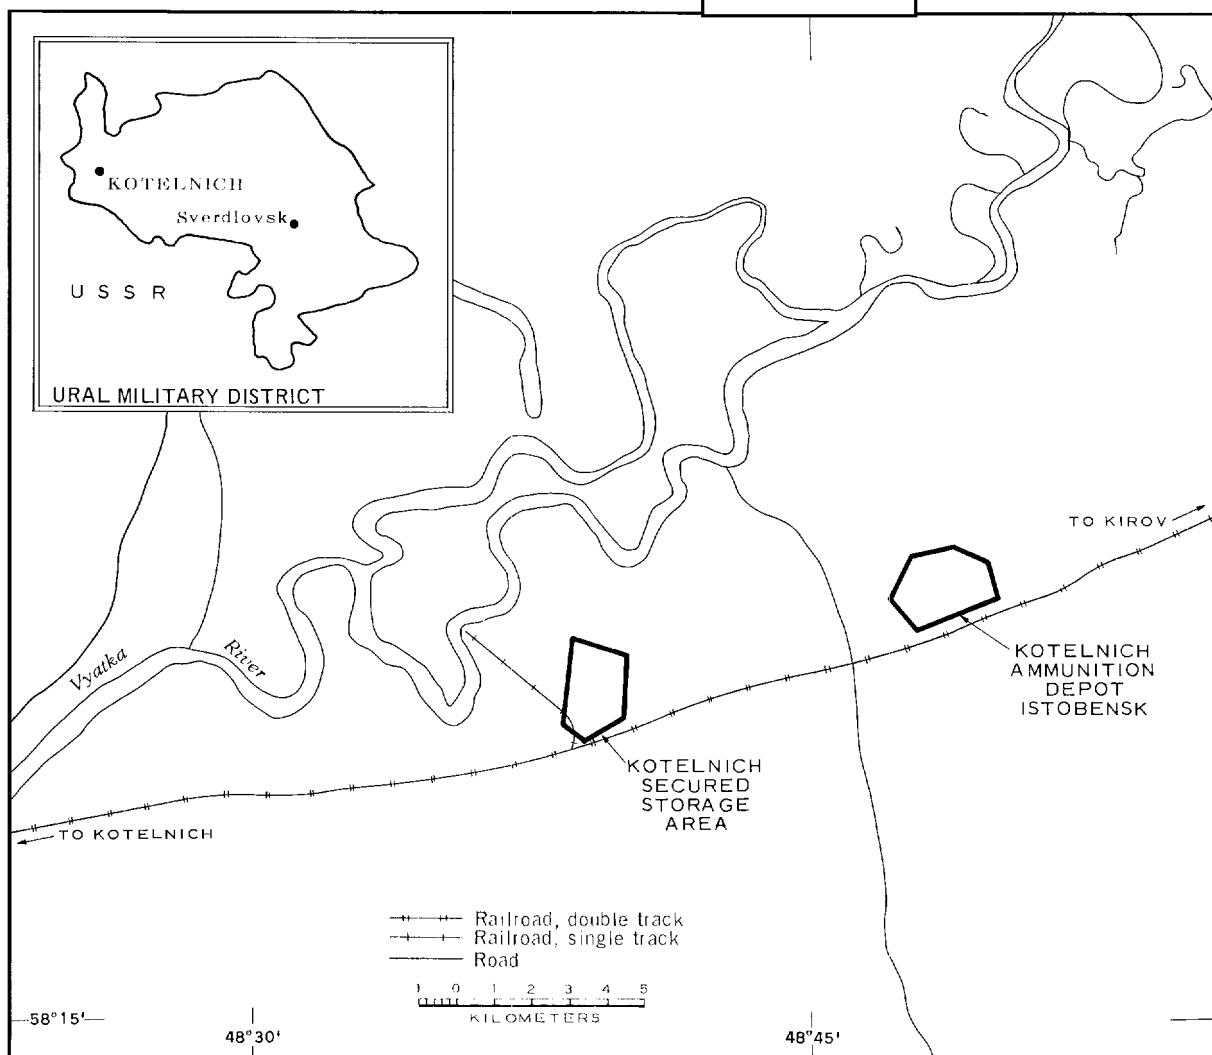 KOTELNICH
Sverdlovsk
USSR
URAL MILITARY DISTRICT
TO KIROV
Vyatka River
KOTELNICH
AMMUNITION
DEPOT
ISTOBENSK
KOTELNICH
SECURED
STORAGE
AREA
TO KOTELNICH
Railroad, double track
Railroad, single track
Road
1 0 1 2 3 4 5
KILOMETERS
58°15'
48°30'
48°45'